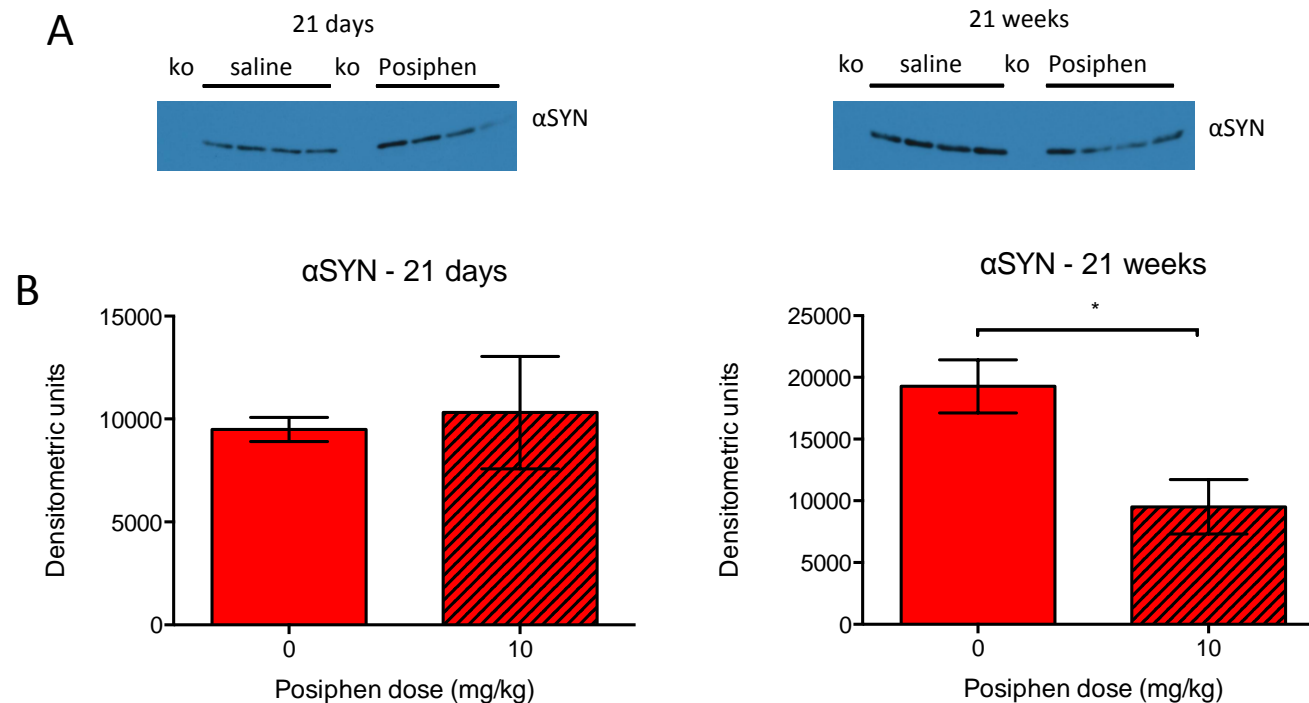 A
21 days
ko saline ko Posiphen
αSYN
21 weeks
ko saline ko Posiphen
αSYN
B
αSYN - 21 days
15000
10000
5000
0
Densitometric units
0 10
Posiphen dose (mg/kg)
αSYN - 21 weeks
*
25000
20000
15000
10000
5000
0
Densitometric units
0 10
Posiphen dose (mg/kg)